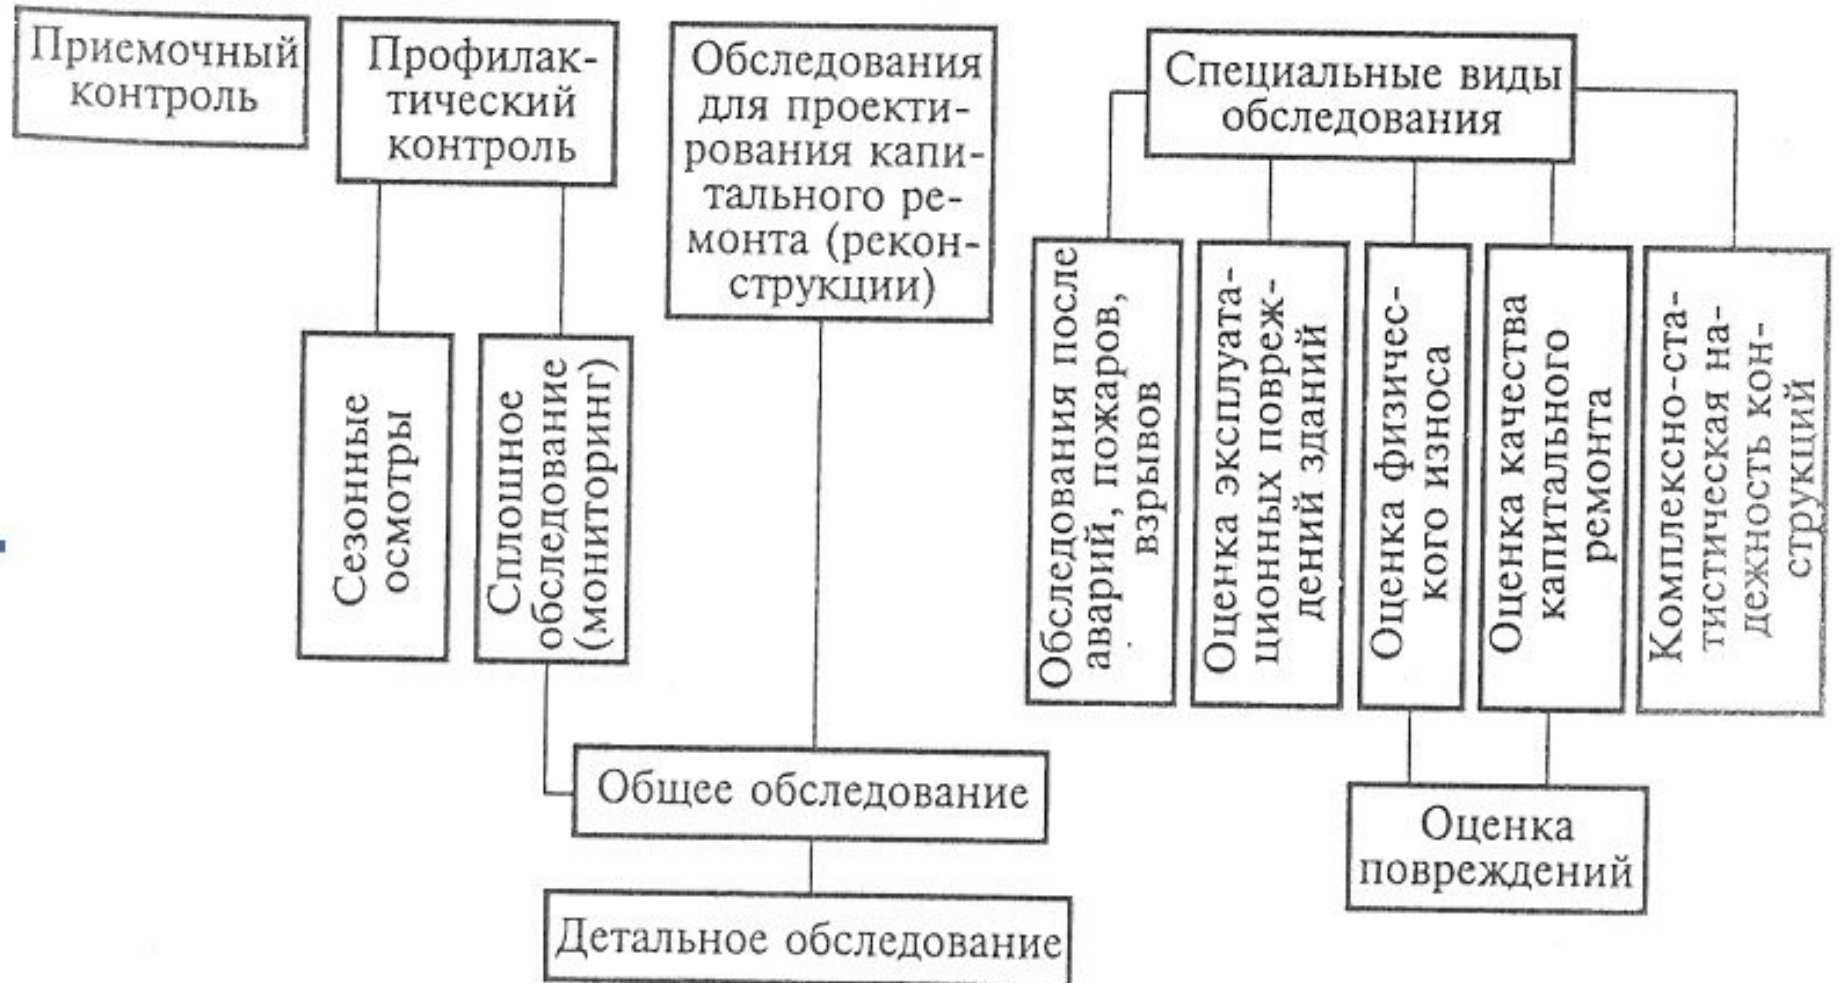 Приемочный
контроль
Профилак-
тический
контроль
Обследования
для проекти-
рования капи-
тального ре-
монта (рекон-
струкции)
Специальные виды
обследования
Сезонные
осмотры
Сплошное
обследование
(мониторинг)
Обследования после
аварий, пожаров,
взрывов
Оценка эксплуата-
ционных повреж-
дений зданий
Оценка физичес-
кого износа
Оценка качества
капитального
ремонта
Комплексно-ста-
тистическая на-
дежность кон-
струкций
Общее обследование
Оценка
повреждений
Детальное обследование